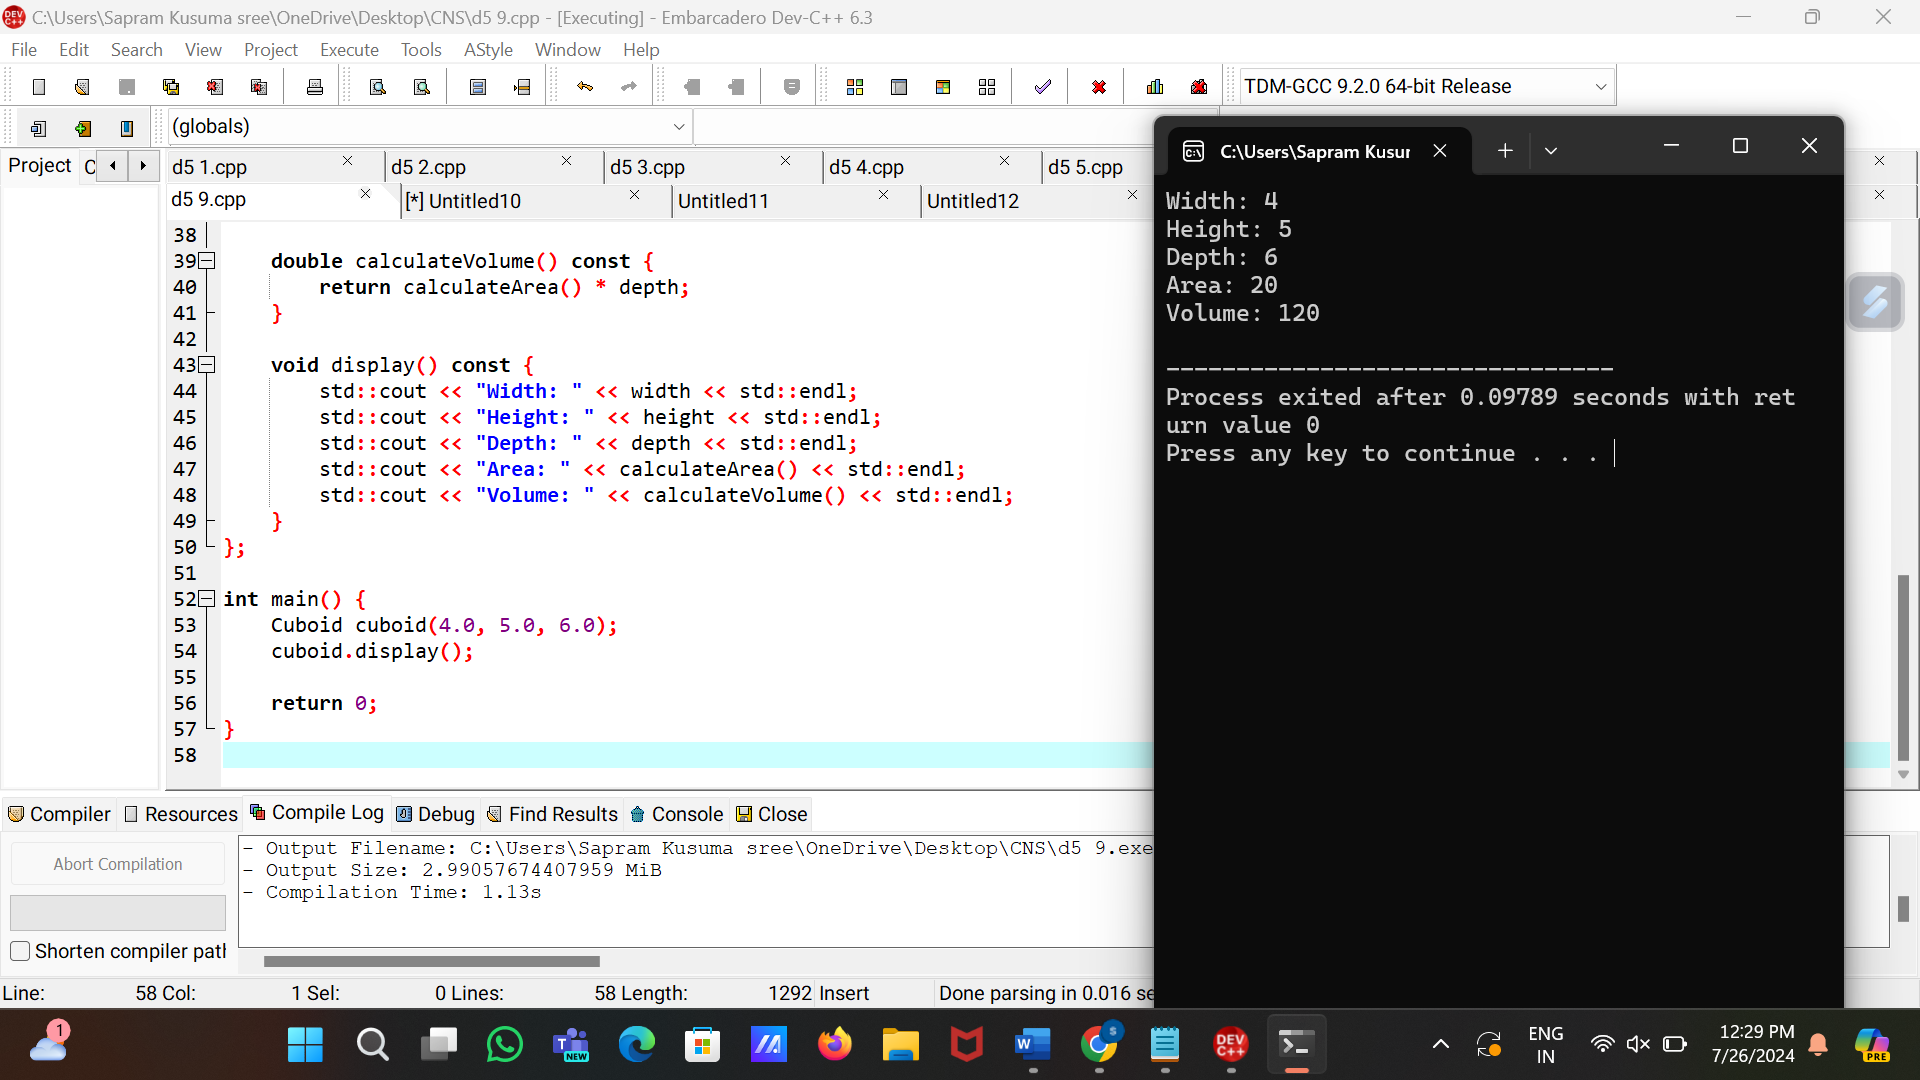 C:\Users\Sapram Kusuma sree\OneDrive\Desktop\CNS\d5 9.cpp - [Executing] - Embarcadero Dev-C++ 6.3
File Edit Search View Project Execute Tools AStyle Window Help
TDM-GCC 9.2.0 64-bit Release
(globals)
Project
d5 1.cpp d5 2.cpp d5 3.cpp d5 4.cpp d5 5.cpp
d5 9.cpp [*] Untitled10 Untitled11 Untitled12
38
39 double calculateVolume() const {
40 return calculateArea() * depth;
41 }
42
43 void display() const {
44 std::cout << "Width: " << width << std::endl;
45 std::cout << "Height: " << height << std::endl;
46 std::cout << "Depth: " << depth << std::endl;
47 std::cout << "Area: " << calculateArea() << std::endl;
48 std::cout << "Volume: " << calculateVolume() << std::endl;
49 }
50 };
51
52 int main() {
53 Cuboid cuboid(4.0, 5.0, 6.0);
54 cuboid.display();
55
56 return 0;
57 }
58
C:\Users\Sapram Kusur
Width: 4
Height: 5
Depth: 6
Area: 20
Volume: 120
--------------------------------
Process exited after 0.09789 seconds with ret
urn value 0
Press any key to continue . . .
Compiler Resources Compile Log Debug Find Results Console Close
Abort Compilation
Shorten compiler path
- Output Filename: C:\Users\Sapram Kusuma sree\OneDrive\Desktop\CNS\d5 9.exe
- Output Size: 2.99057674407959 MiB
- Compilation Time: 1.13s
Line: 58 Col: 1 Sel: 0 Lines: 58 Length: 1292 Insert Done parsing in 0.016 se
1
NEW
DEV C++
ENG
IN
12:29 PM
7/26/2024
PRE